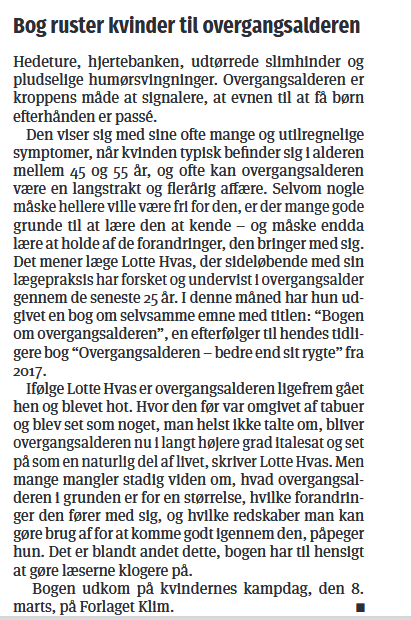 Bog ruster kvinder til overgangsalderen
Hedeture, hjertebanken, udtørrede slimhinder og
pludselige humørsvingninger. Overgangsalderen er
kroppens måde at signalere, at evnen til at få børn
efterhånden er passé.
Den viser sig med sine ofte mange og utilregnelige
symptomer, når kvinden typisk befinder sig i alderen
mellem 45 og 55 år, og ofte kan overgangsalderen
være en langstrakt og flerårig affære. Selvom nogle
måske hellere ville være fri for den, er der mange gode
grunde til at lære den at kende – og måske endda
lære at holde af de forandringer, den bringer med sig.
Det mener læge Lotte Hvas, der sideløbende med sin
lægepraksis har forsket og undervist i overgangsalder
gennem de seneste 25 år. I denne måned har hun ud-
givet en bog om selvsamme emne med titlen: “Bogen
om overgangsalderen”, en efterfølger til hendes tidli-
gere bog “Overgangsalderen – bedre end sit rygte” fra
2017.
Ifølge Lotte Hvas er overgangsalderen ligefrem gået
hen og blevet hot. Hvor den før var omgivet af tabuer
og blev set som noget, man helst ikke talte om, bliver
overgangsalderen nu i langt højere grad italesat og set
på som en naturlig del af livet, skriver Lotte Hvas. Men
mange mangler stadig viden om, hvad overgangsal-
deren i grunden er for en størrelse, hvilke forandrin-
ger den fører med sig, og hvilke redskaber man kan
gøre brug af for at komme godt igennem den, påpeger
hun. Det er blandt andet dette, bogen har til hensigt
at gøre læserne klogere på.
Bogen udkom på kvindernes kampdag, den 8.
marts, på Forlaget Klim. ■